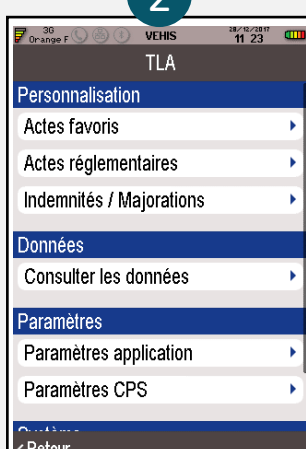 2
3G
Orange F VEHIS 28/12/2017
11 23
TLA
Personnalisation
Actes favoris
Actes réglementaires
Indemnités / Majorations
Données
Consulter les données
Paramètres
Paramètres application
Paramètres CPS
Système
< Retour